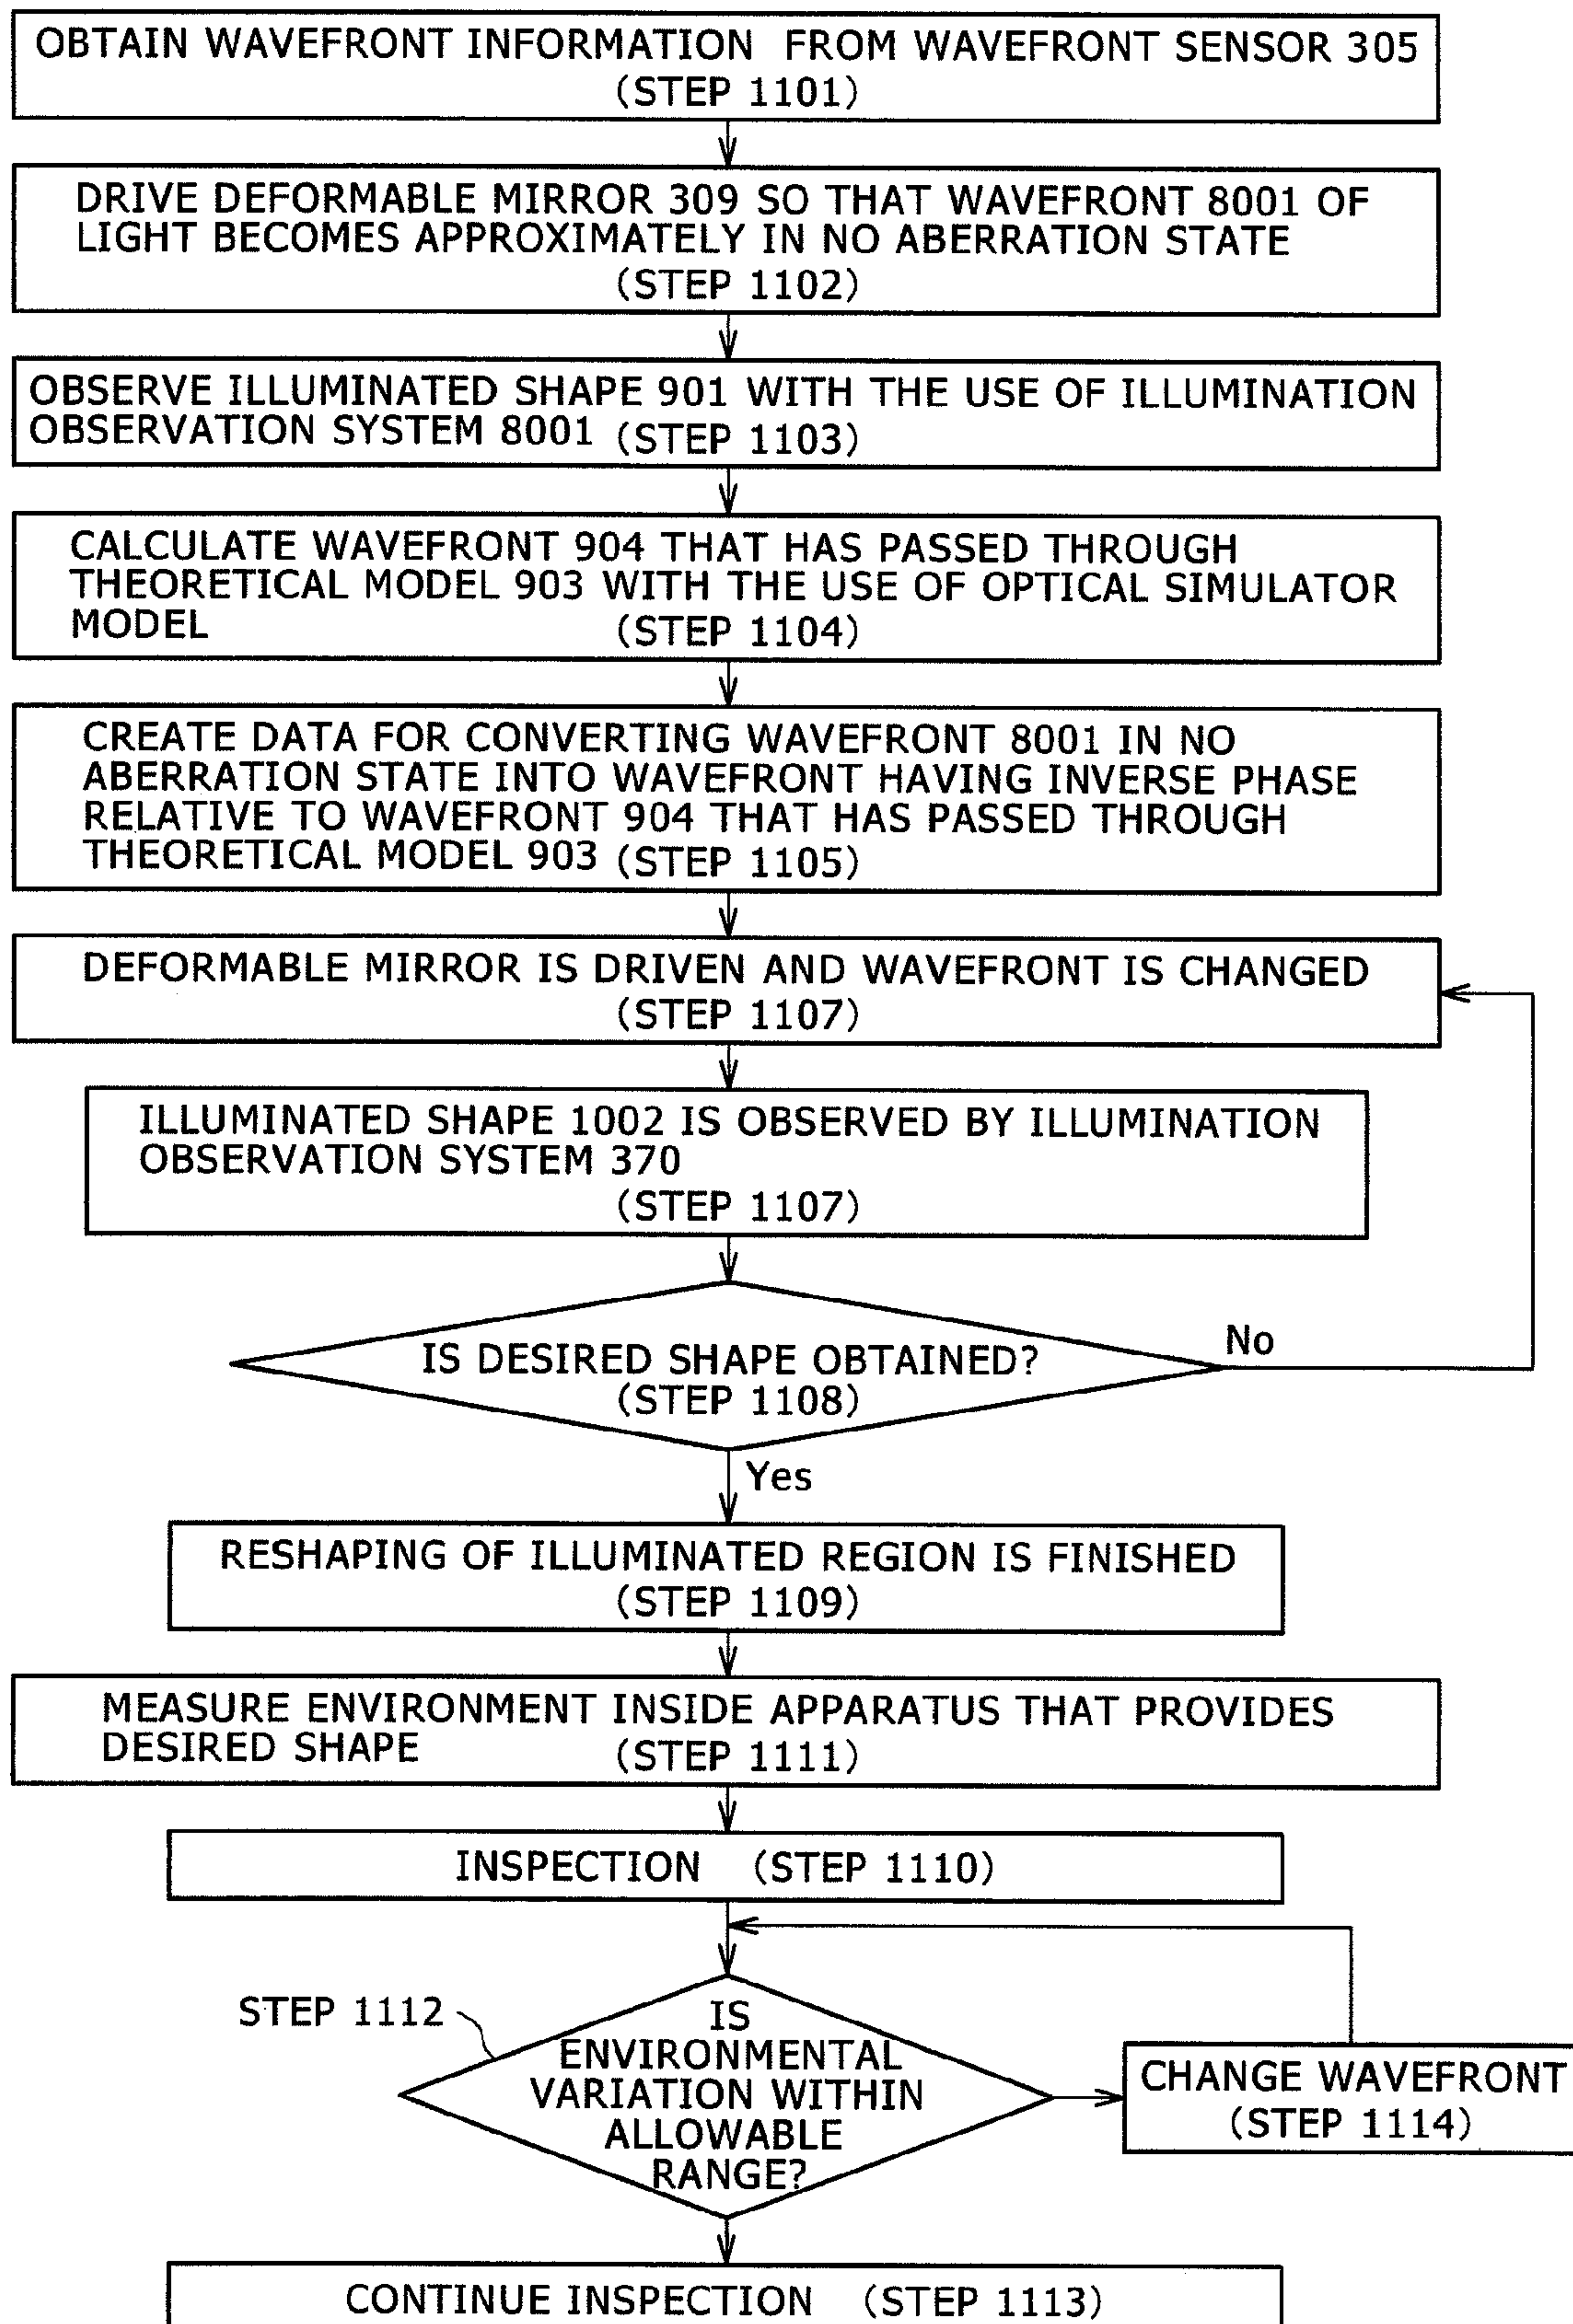 OBTAIN WAVEFRONT INFORMATION FROM WAVEFRONT SENSOR 305
(STEP 1101)
DRIVE DEFORMABLE MIRROR 309 SO THAT WAVEFRONT 8001 OF
LIGHT BECOMES APPROXIMATELY IN NO ABERRATION STATE
(STEP 1102)
OBSERVE ILLUMINATED SHAPE 901 WITH THE USE OF ILLUMINATION
OBSERVATION SYSTEM 8001 (STEP 1103)
CALCULATE WAVEFRONT 904 THAT HAS PASSED THROUGH
THEORETICAL MODEL 903 WITH THE USE OF OPTICAL SIMULATOR
MODEL (STEP 1104)
CREATE DATA FOR CONVERTING WAVEFRONT 8001 IN NO
ABERRATION STATE INTO WAVEFRONT HAVING INVERSE PHASE
RELATIVE TO WAVEFRONT 904 THAT HAS PASSED THROUGH
THEORETICAL MODEL 903 (STEP 1105)
DEFORMABLE MIRROR IS DRIVEN AND WAVEFRONT IS CHANGED
(STEP 1107)
ILLUMINATED SHAPE 1002 IS OBSERVED BY ILLUMINATION
OBSERVATION SYSTEM 370
(STEP 1107)
IS DESIRED SHAPE OBTAINED?
(STEP 1108)
No
Yes
RESHAPING OF ILLUMINATED REGION IS FINISHED
(STEP 1109)
MEASURE ENVIRONMENT INSIDE APPARATUS THAT PROVIDES
DESIRED SHAPE (STEP 1111)
INSPECTION (STEP 1110)
STEP 1112
IS
ENVIRONMENTAL
VARIATION WITHIN
ALLOWABLE
RANGE?
CHANGE WAVEFRONT
(STEP 1114)
CONTINUE INSPECTION (STEP 1113)